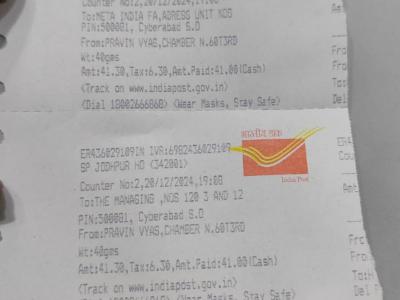 Counter No:2,20/12/2024,19:08
To:META INDIA FA,ADRESS UNIT NOS
PIN:500081, Cyberabad S.O
From:PRAVIN VYAS,CHAMBER N.60T3RD
Wt:40gms
Amt:41.30,Tax:6.30,Amt.Paid:41.00(Cash)
<Track on www.indiapost.gov.in>
<Dial 18002666868> <Wear Masks, Stay Safe>
भारतीय डाक
India Post
ER436029109IN IVR:6982436029109
SP JODHPUR HO (342001)
Counter No:2,20/12/2024,19:08
To:THE MANAGING ,NOS 120 3 AND 12
PIN:500081, Cyberabad S.O
From:PRAVIN VYAS,CHAMBER N.60T3RD
Wt:40gms
Amt:41.30,Tax:6.30,Amt.Paid:41.00(Cash)
<Track on www.indiapost.gov.in>